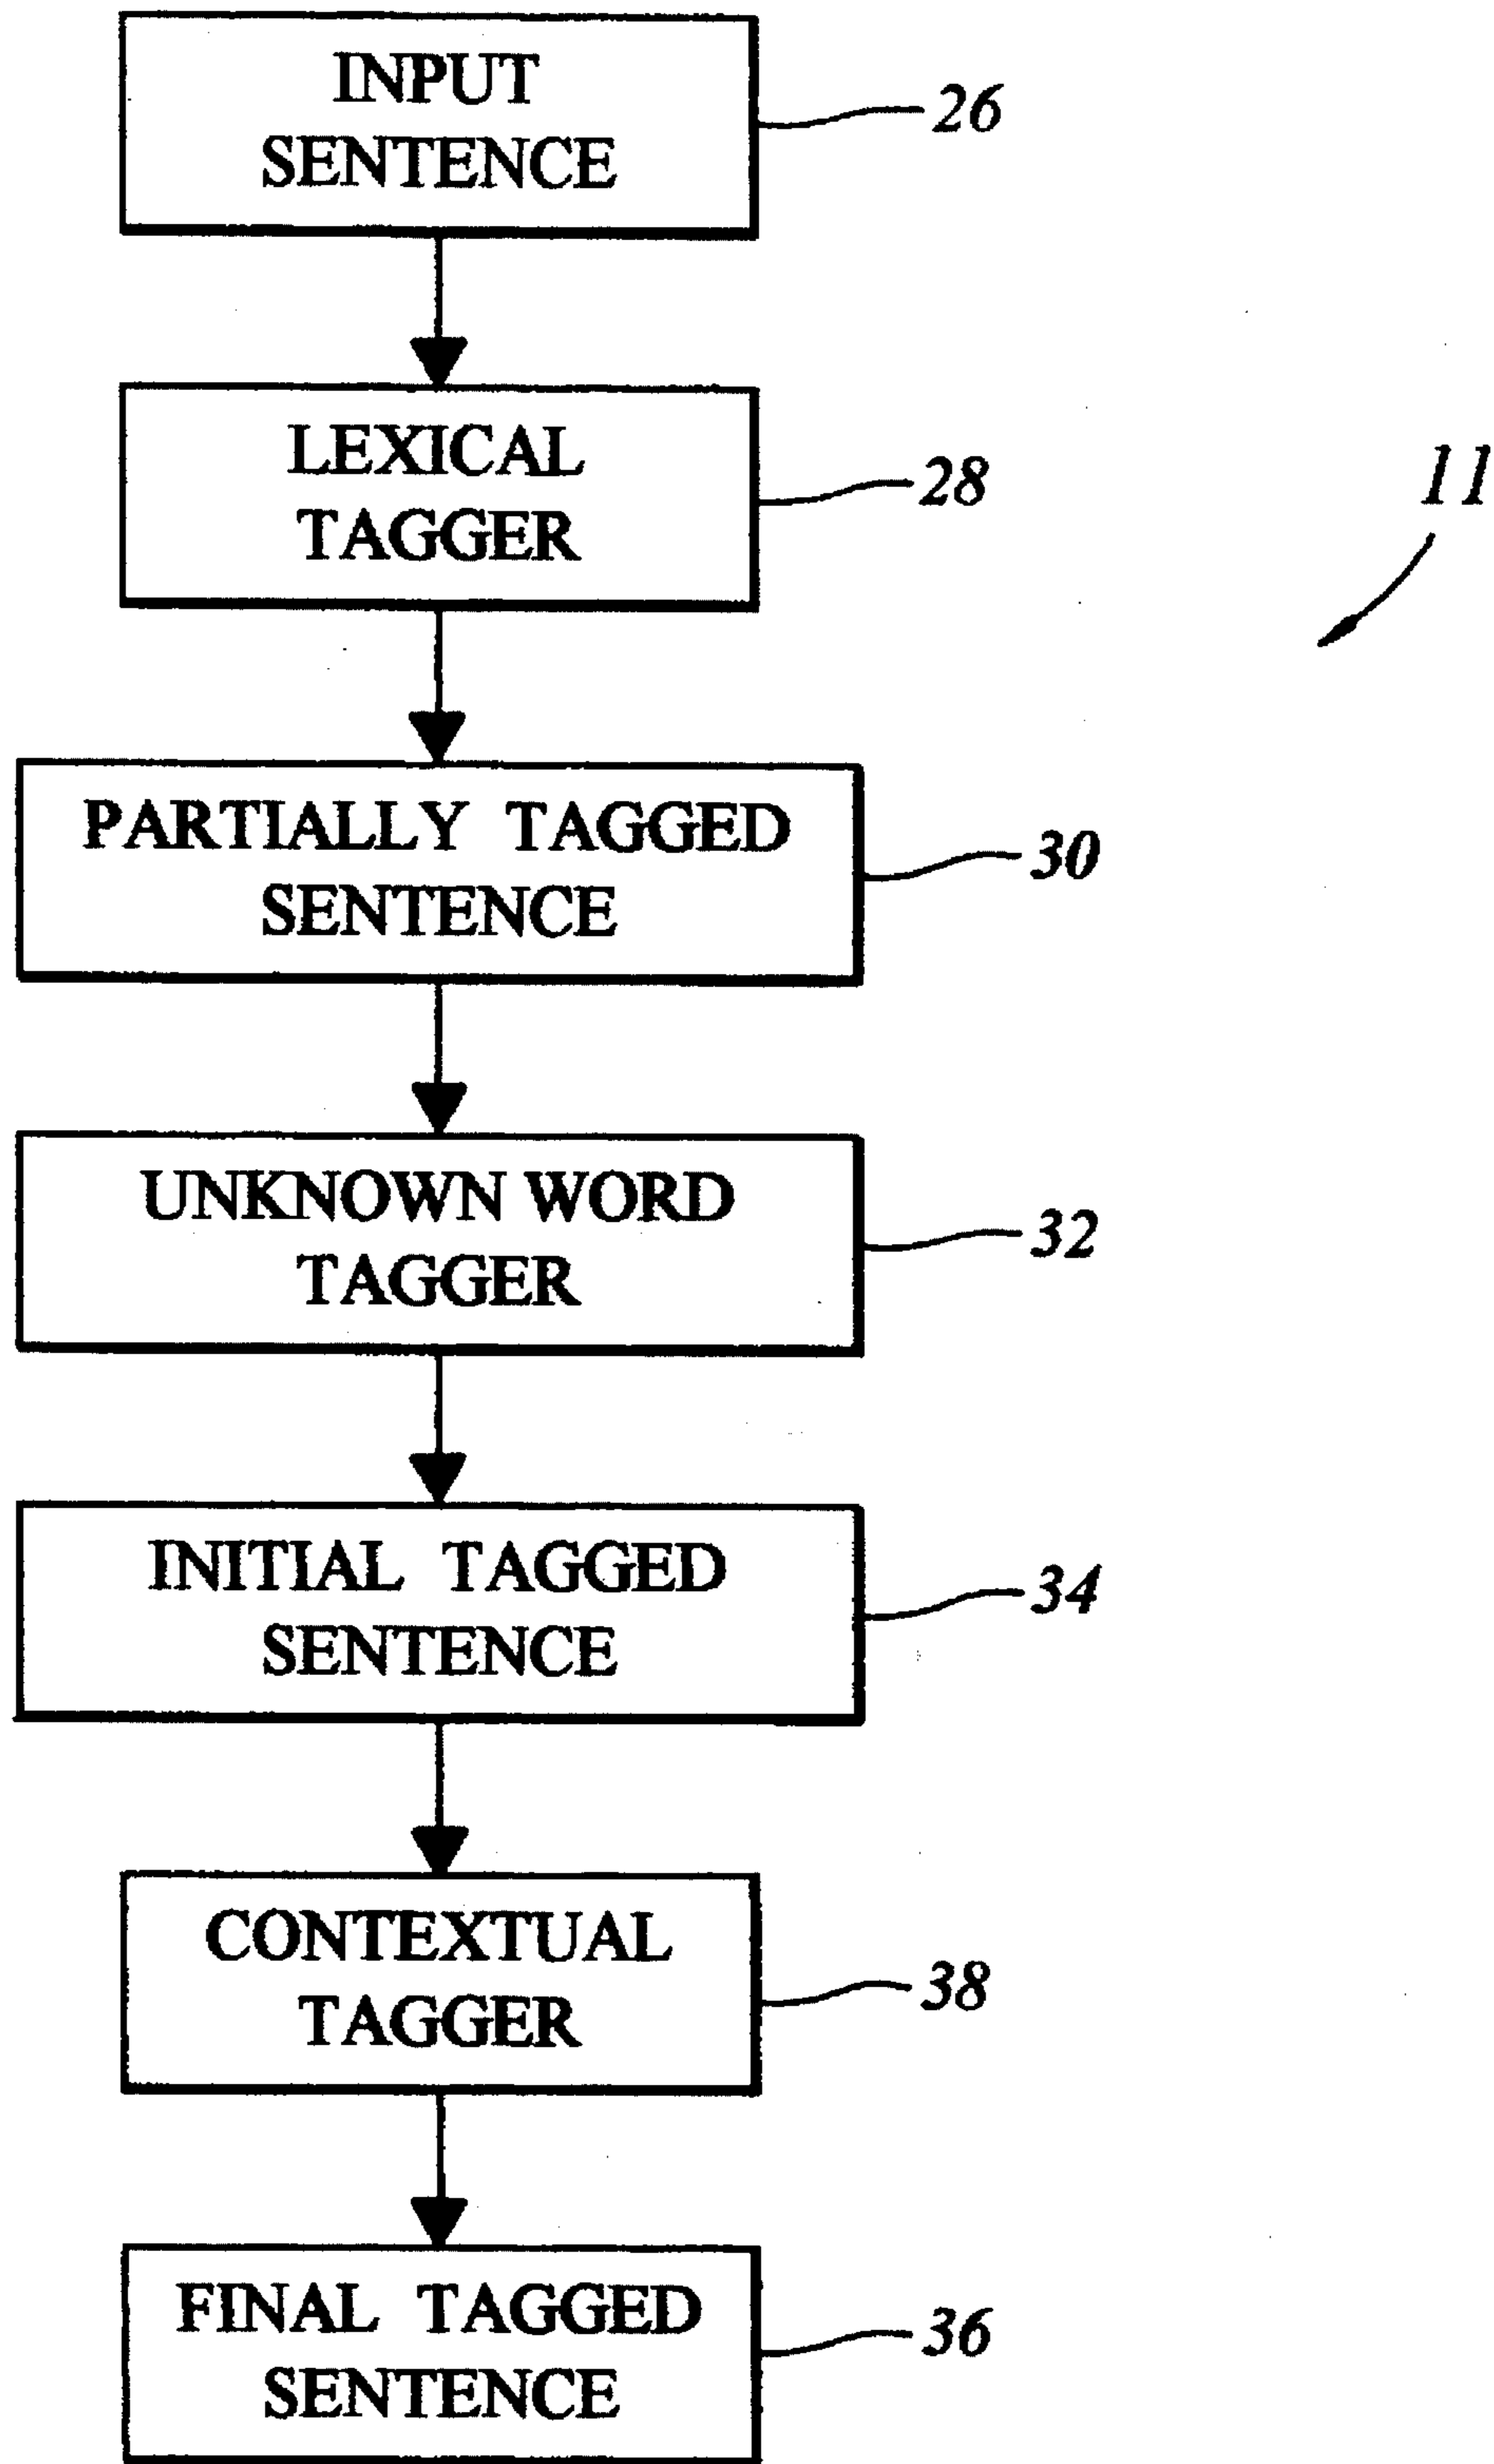 INPUT
SENTENCE
26
LEXICAL
TAGGER
28
11
PARTIALLY TAGGED
SENTENCE
30
UNKNOWN WORD
TAGGER
32
INITIAL TAGGED
SENTENCE
34
CONTEXTUAL
TAGGER
38
FINAL TAGGED
SENTENCE
36